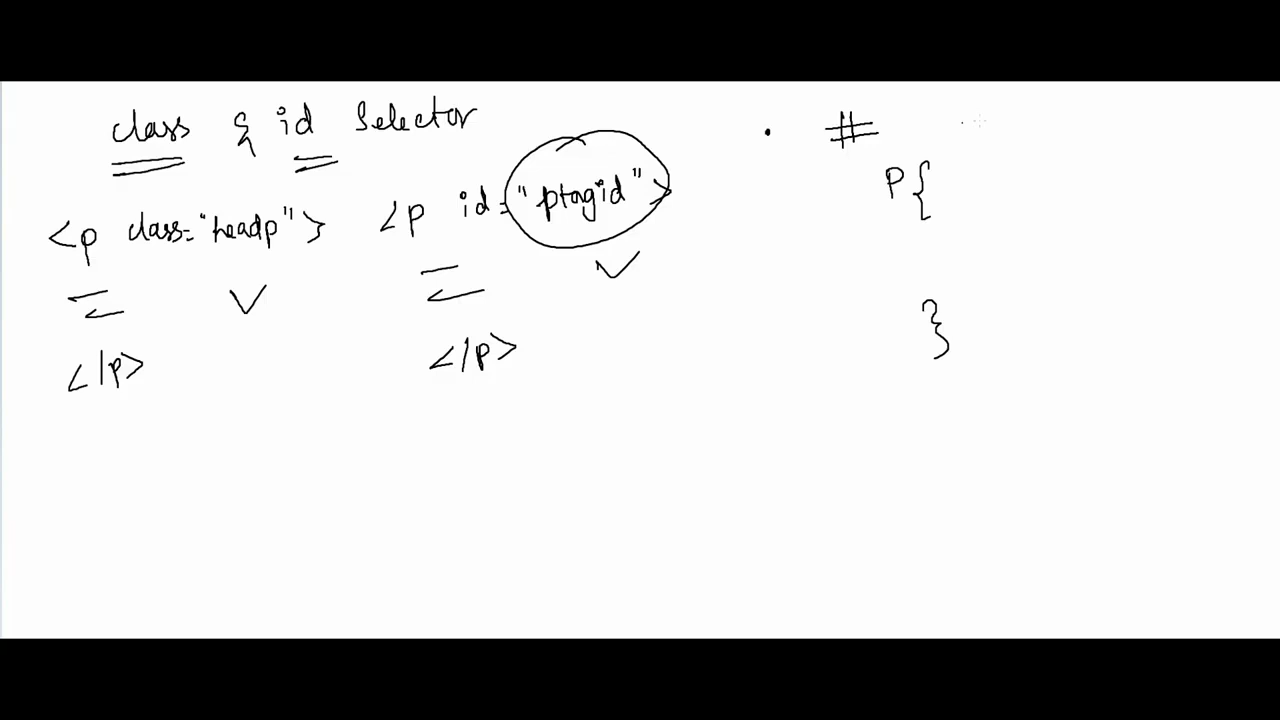 class & id Selector
<p class="headp"> <p id="ptagid">
</p> </p>
. #
P{
}